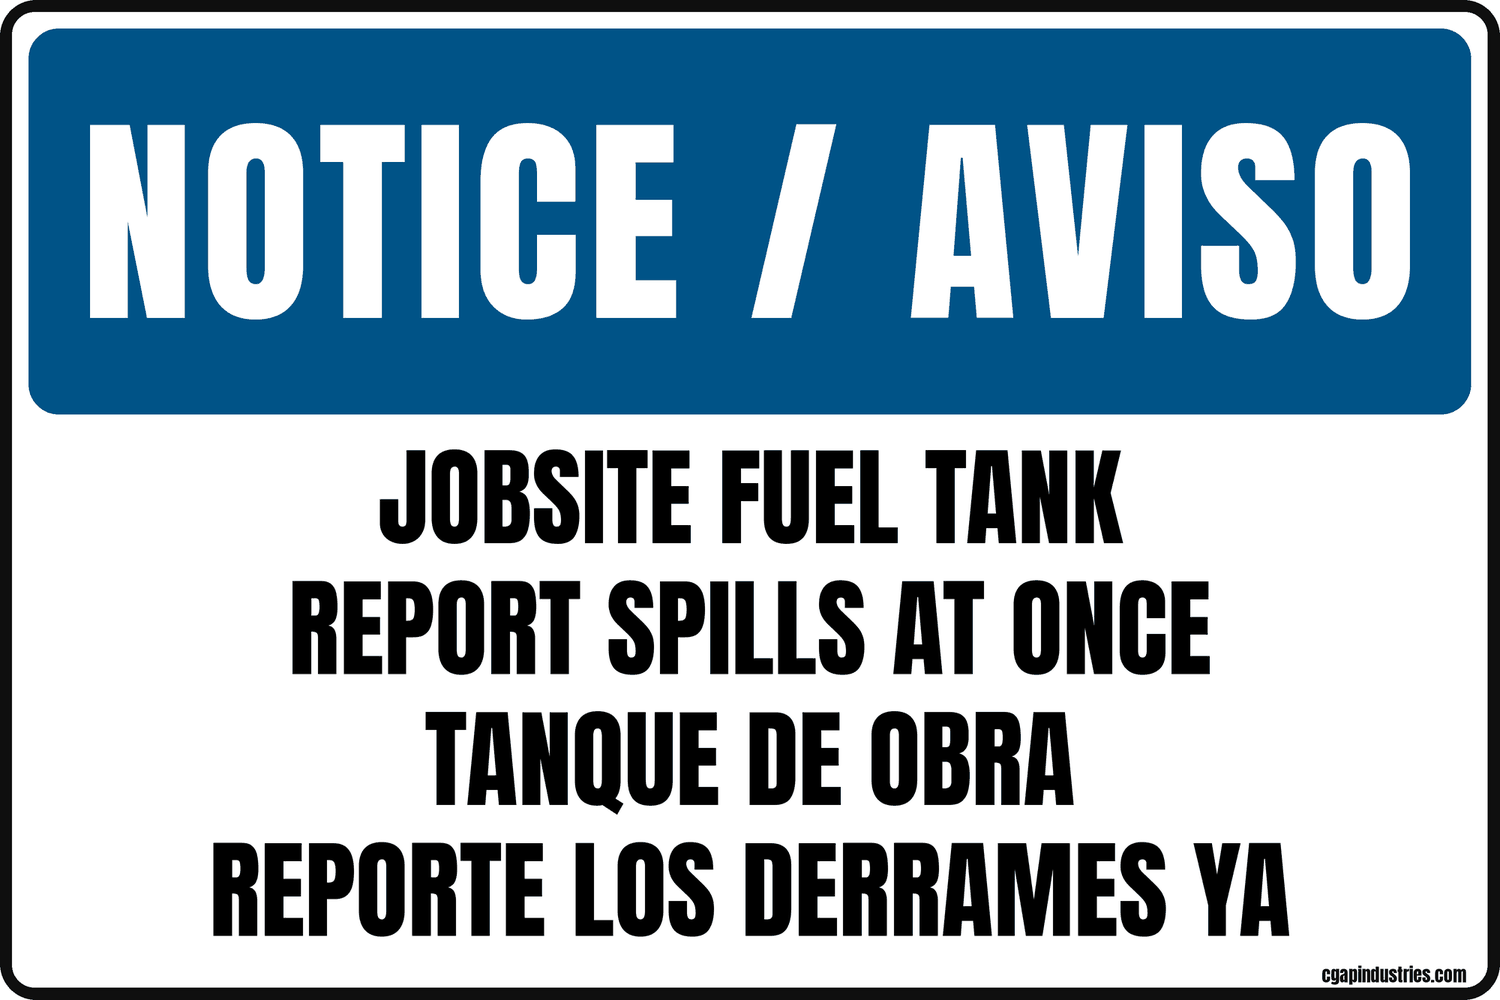 NOTICE / AVISO
JOBSITE FUEL TANK
REPORT SPILLS AT ONCE
TANQUE DE OBRA
REPORTE LOS DERRAMES YA
cgapindustries.com